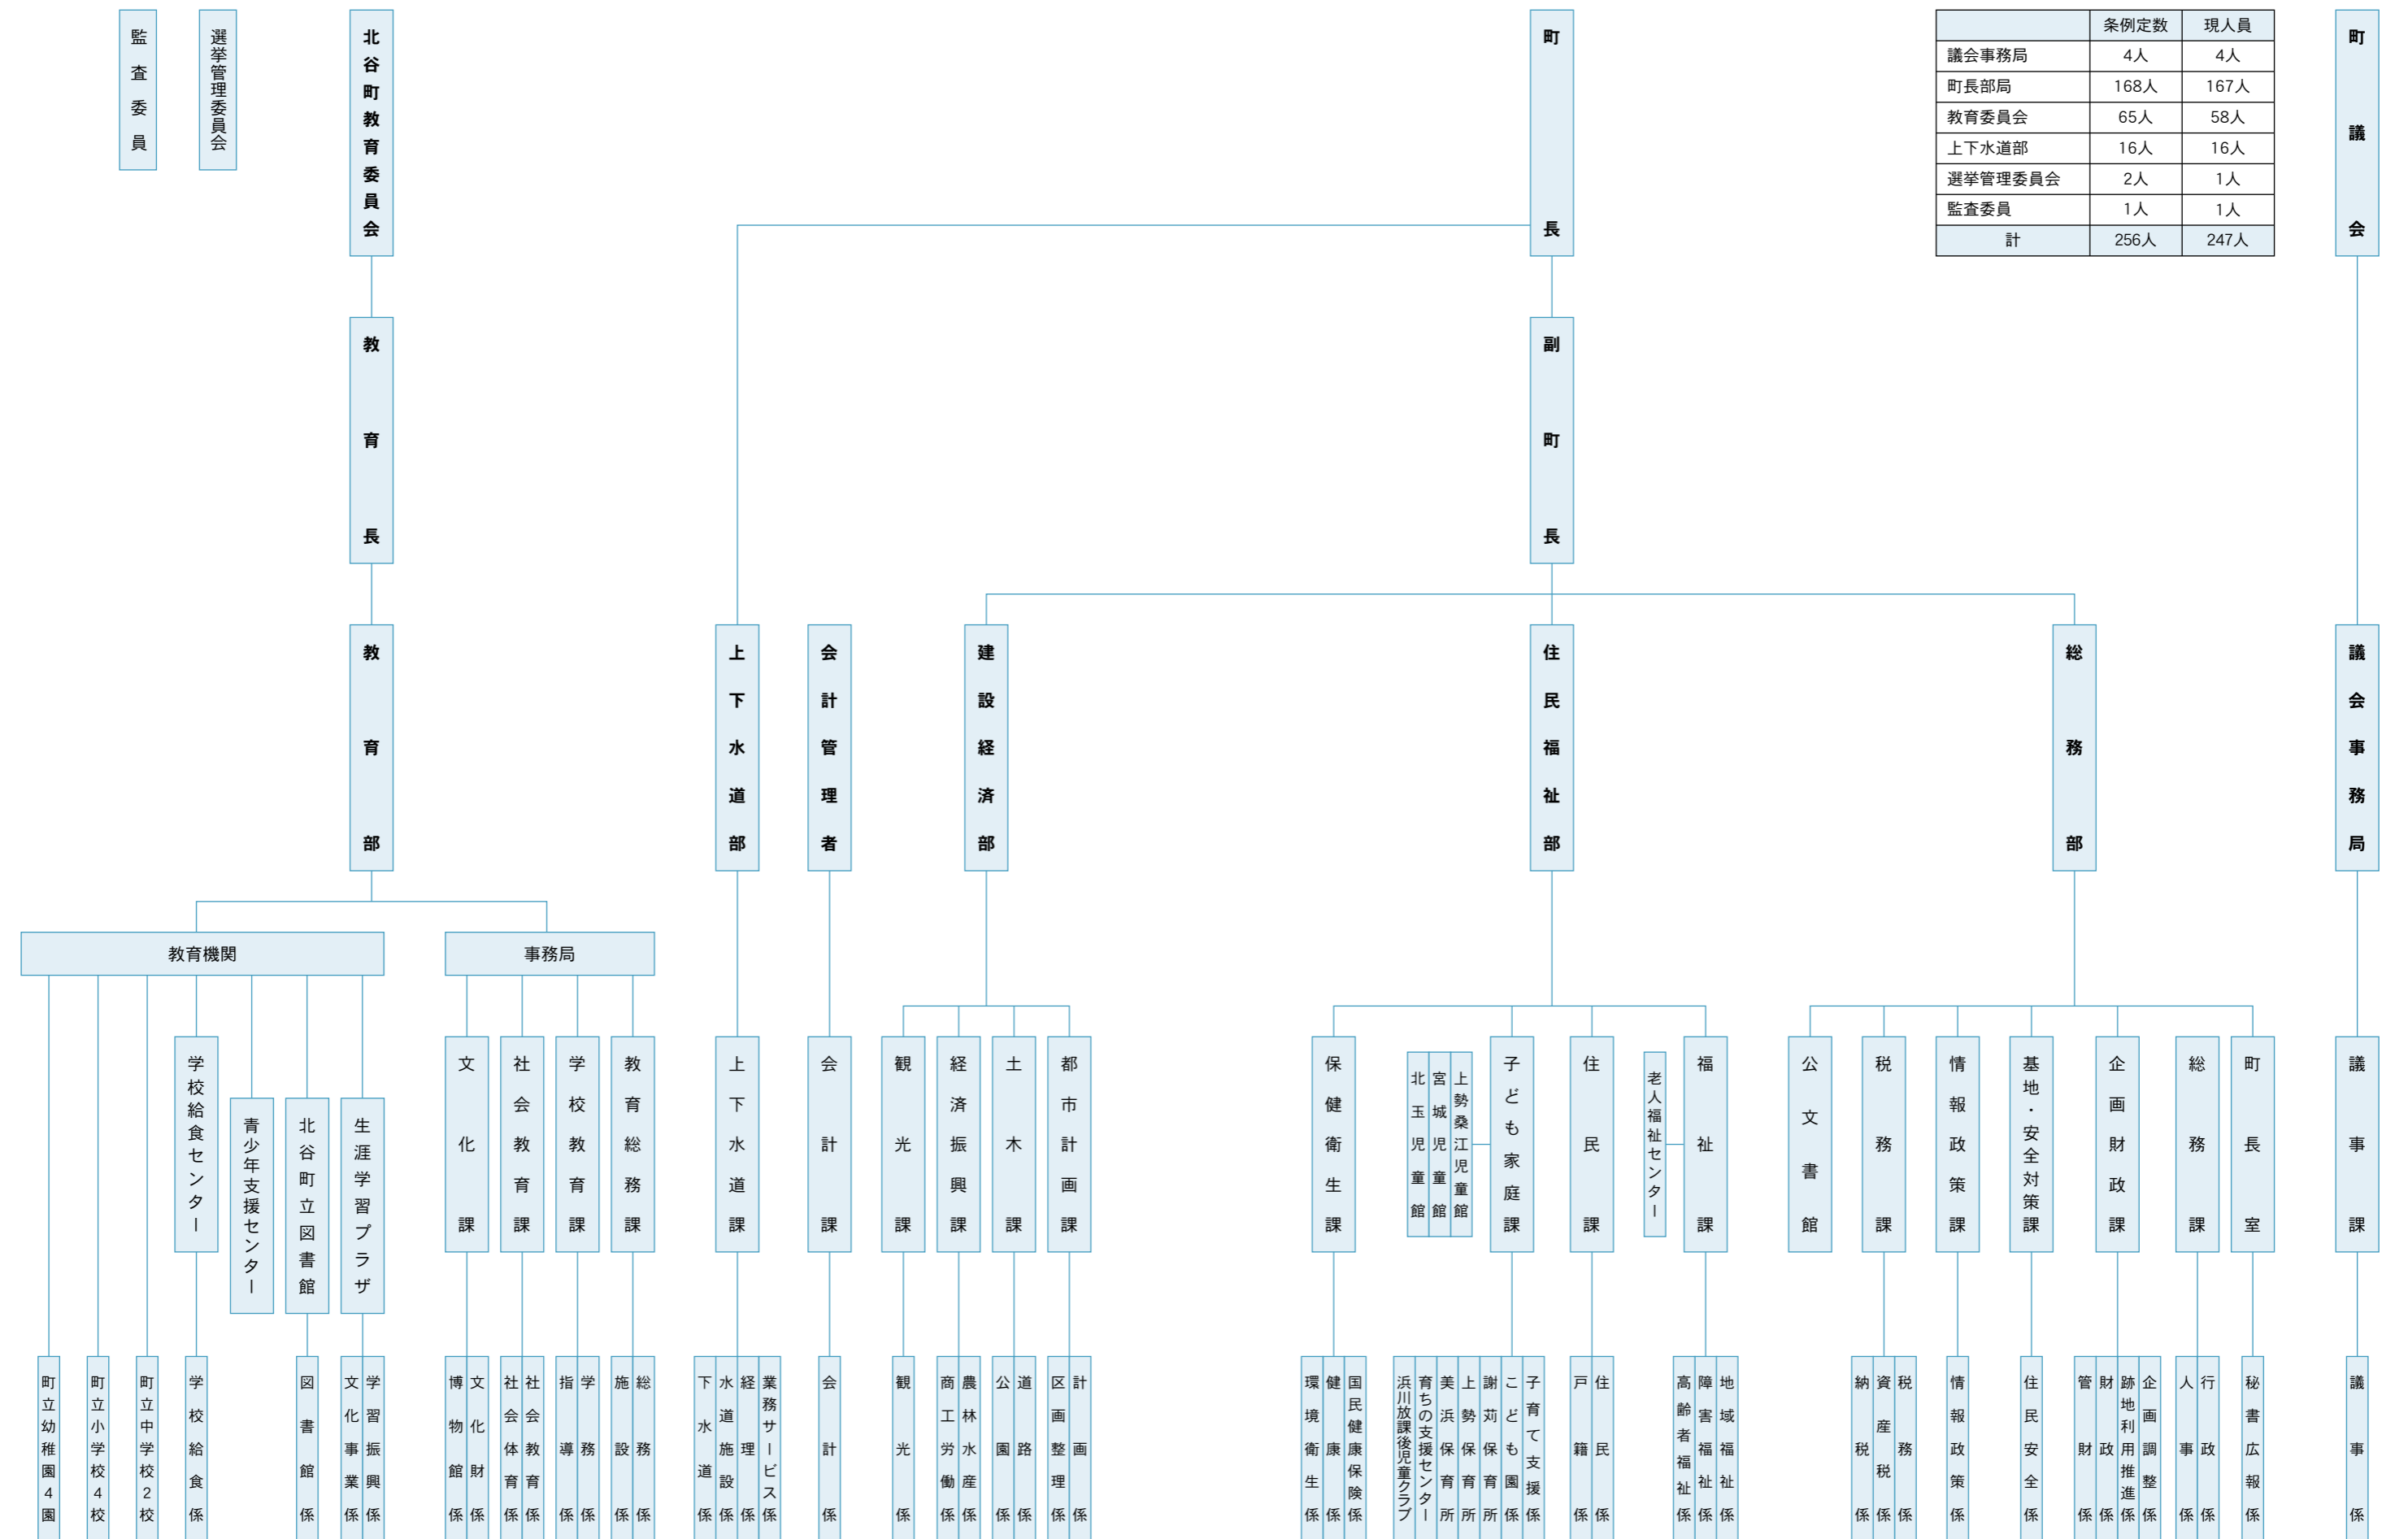 監査委員
選挙管理委員会
北谷町教育委員会
町長
条例定数 現人員
議会事務局 4人 4人
町長部局 168人 167人
教育委員会 65人 58人
上下水道部 16人 16人
選挙管理委員会 2人 1人
監査委員 1人 1人
計 256人 247人
町議会
教育長
副町長
教育部
上下水道部
会計管理者
建設経済部
住民福祉部
総務部
議会事務局
教育機関
事務局
学校給食センター
青少年支援センター
北谷町立図書館
生涯学習プラザ
文化課
社会教育課
学校教育課
教育総務課
上下水道課
会計課
観光課
経済振興課
土木課
都市計画課
保健衛生課
北玉児童館
宮城児童館
上勢桑江児童館
子ども家庭課
住民課
老人福祉センター
福祉課
公文書館
税務課
情報政策課
基地・安全対策課
企画財政課
総務課
町長室
議事課
町立幼稚園4園
町立小学校4校
町立中学校2校
学校給食係
図書館係
文化事業係
学習振興係
博物館係
文化財係
社会体育係
社会教育係
指導係
学務係
施設係
総務係
下水道係
水道施設係
経理係
業務サービス係
会計係
観光係
商工労働係
農林水産係
公園係
道路係
区画整理係
計画係
環境衛生係
健康係
国民健康保険係
浜川放課後児童クラブ
育ちの支援センター
美浜保育所
上勢保育所
謝苅保育所
こども園係
子育て支援係
戸籍係
住民係
高齢者福祉係
障害福祉係
地域福祉係
納税係
資産税係
税務係
情報政策係
住民安全係
管財係
財政係
跡地利用推進係
企画調整係
人事係
行政係
秘書広報係
議事係